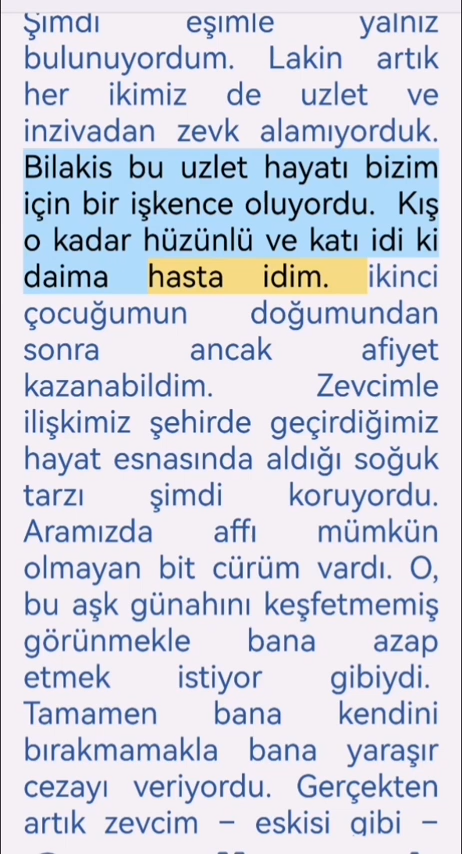 Şimdi eşimle yalnız
bulunuyordum. Lakin artık
her ikimiz de uzlet ve
inzivadan zevk alamıyorduk.
Bilakis bu uzlet hayatı bizim
için bir işkence oluyordu. Kış
o kadar hüzünlü ve katı idi ki
daima hasta idim. ikinci
çocuğumun doğumundan
sonra ancak afiyet
kazanabildim. Zevcimle
ilişkimiz şehirde geçirdiğimiz
hayat esnasında aldığı soğuk
tarzı şimdi koruyordu.
Aramızda affı mümkün
olmayan bit cürüm vardı. O,
bu aşk günahını keşfetmemiş
görünmekle bana azap
etmek istiyor gibiydi.
Tamamen bana kendini
bırakmamakla bana yaraşır
cezayı veriyordu. Gerçekten
artık zevcim – eskisi gibi –